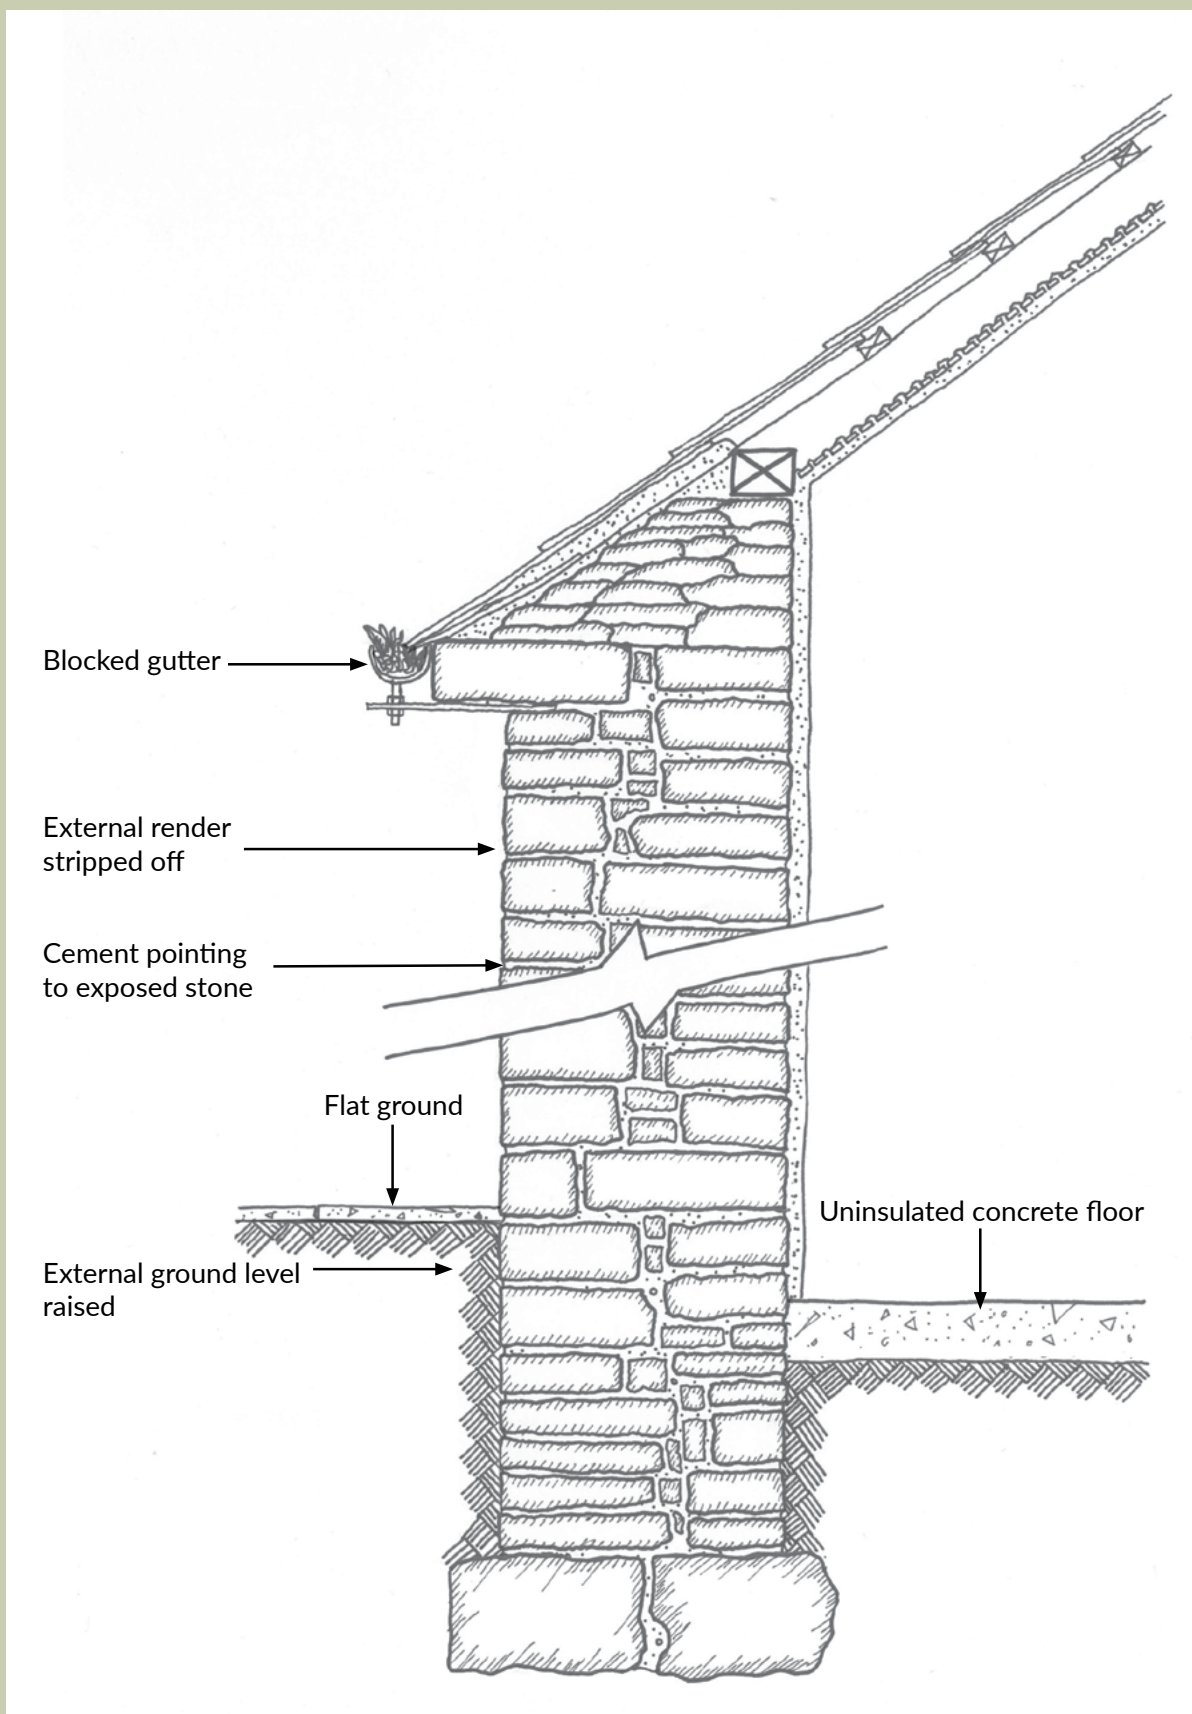 Blocked gutter
External render
stripped off
Cement pointing
to exposed stone
Flat ground
Uninsulated concrete floor
External ground level
raised